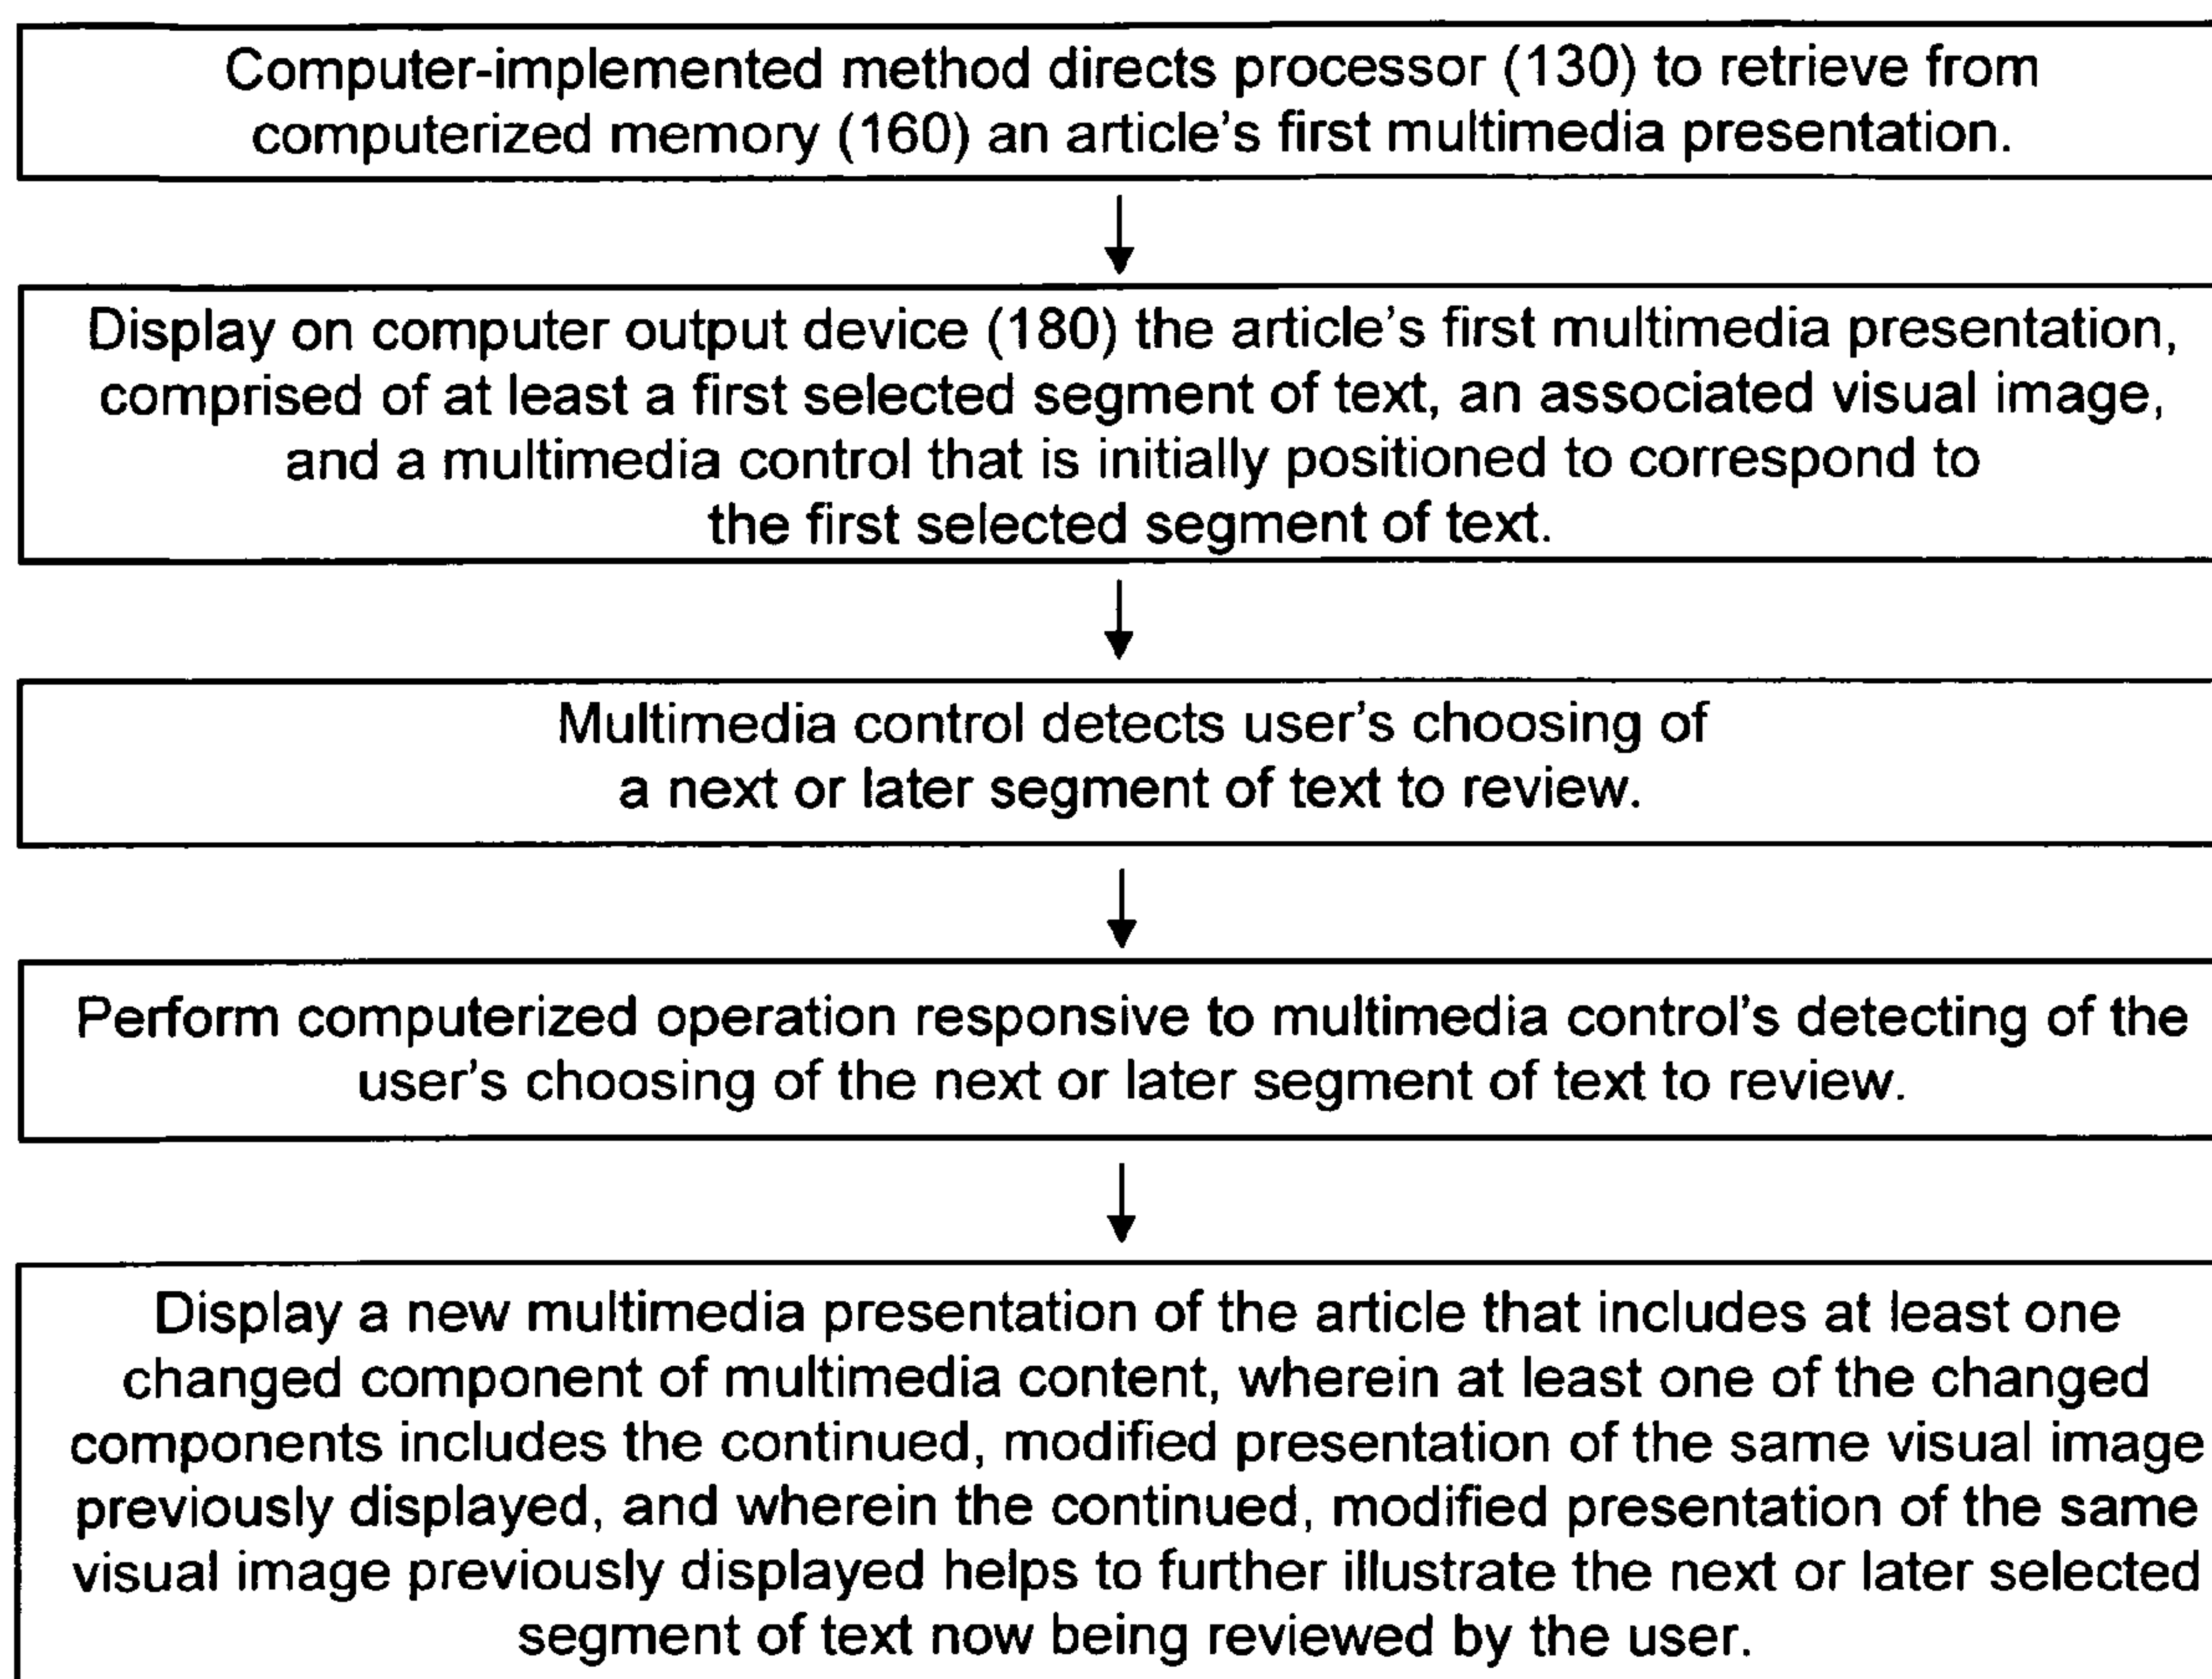 Computer-implemented method directs processor (130) to retrieve from
computerized memory (160) an article's first multimedia presentation.
Display on computer output device (180) the article's first multimedia presentation,
comprised of at least a first selected segment of text, an associated visual image,
and a multimedia control that is initially positioned to correspond to
the first selected segment of text.
Multimedia control detects user's choosing of
a next or later segment of text to review.
Perform computerized operation responsive to multimedia control's detecting of the
user's choosing of the next or later segment of text to review.
Display a new multimedia presentation of the article that includes at least one
changed component of multimedia content, wherein at least one of the changed
components includes the continued, modified presentation of the same visual image
previously displayed, and wherein the continued, modified presentation of the same
visual image previously displayed helps to further illustrate the next or later selected
segment of text now being reviewed by the user.